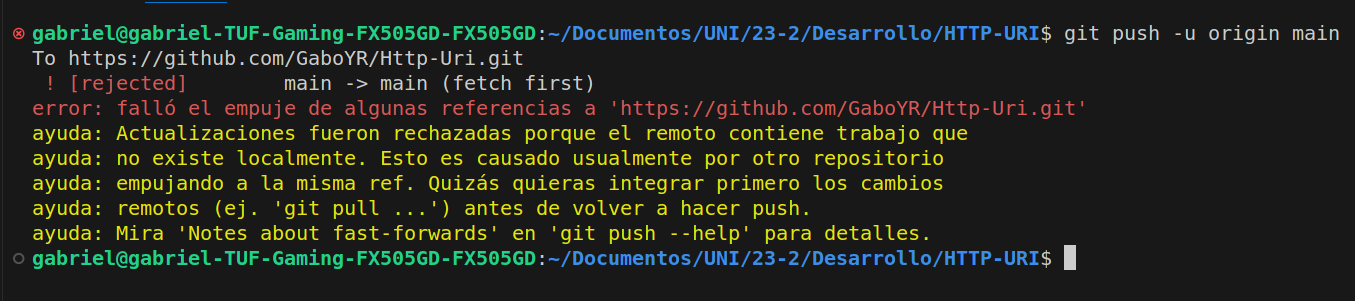 gabriel@gabriel-TUF-Gaming-FX505GD-FX505GD:~/Documentos/UNI/23-2/Desarrollo/HTTP-URI$ git push -u origin main
To https://github.com/GaboYR/Http-Uri.git
 ! [rejected]        main -> main (fetch first)
error: falló el empuje de algunas referencias a 'https://github.com/GaboYR/Http-Uri.git'
ayuda: Actualizaciones fueron rechazadas porque el remoto contiene trabajo que
ayuda: no existe localmente. Esto es causado usualmente por otro repositorio
ayuda: empujando a la misma ref. Quizás quieras integrar primero los cambios
ayuda: remotos (ej. 'git pull ...') antes de volver a hacer push.
ayuda: Mira 'Notes about fast-forwards' en 'git push --help' para detalles.
gabriel@gabriel-TUF-Gaming-FX505GD-FX505GD:~/Documentos/UNI/23-2/Desarrollo/HTTP-URI$